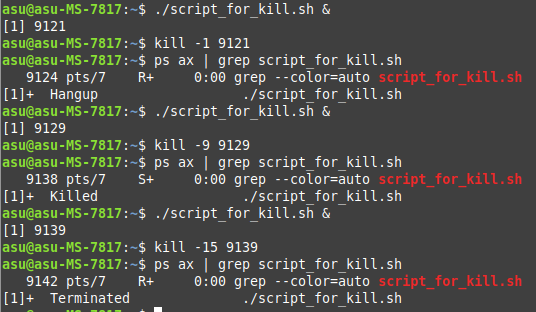 asu@asu-MS-7817:~$ ./script_for_kill.sh &
[1] 9121
asu@asu-MS-7817:~$ kill -1 9121
asu@asu-MS-7817:~$ ps ax | grep script_for_kill.sh
   9124 pts/7    R+     0:00 grep --color=auto script_for_kill.sh
[1]+  Hangup                  ./script_for_kill.sh
asu@asu-MS-7817:~$ ./script_for_kill.sh &
[1] 9129
asu@asu-MS-7817:~$ kill -9 9129
asu@asu-MS-7817:~$ ps ax | grep script_for_kill.sh
   9138 pts/7    S+     0:00 grep --color=auto script_for_kill.sh
[1]+  Killed                  ./script_for_kill.sh
asu@asu-MS-7817:~$ ./script_for_kill.sh &
[1] 9139
asu@asu-MS-7817:~$ kill -15 9139
asu@asu-MS-7817:~$ ps ax | grep script_for_kill.sh
   9142 pts/7    R+     0:00 grep --color=auto script_for_kill.sh
[1]+  Terminated              ./script_for_kill.sh
asu@asu-MS-7817:~$